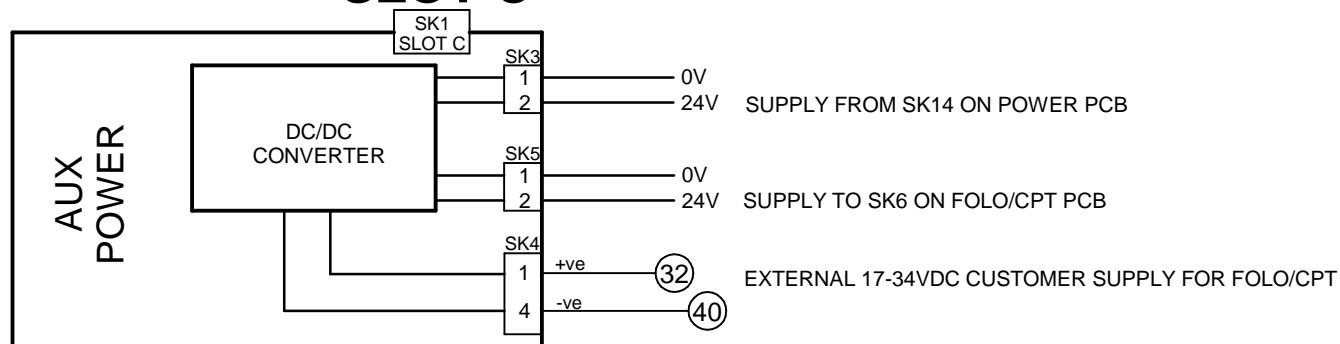 SK1
SLOT C
SK3
1 0V
2 24V SUPPLY FROM SK14 ON POWER PCB
DC/DC
CONVERTER
AUX
POWER
SK5
1 0V
2 24V SUPPLY TO SK6 ON FOLO/CPT PCB
SK4
1 +ve 32 EXTERNAL 17-34VDC CUSTOMER SUPPLY FOR FOLO/CPT
4 -ve 40